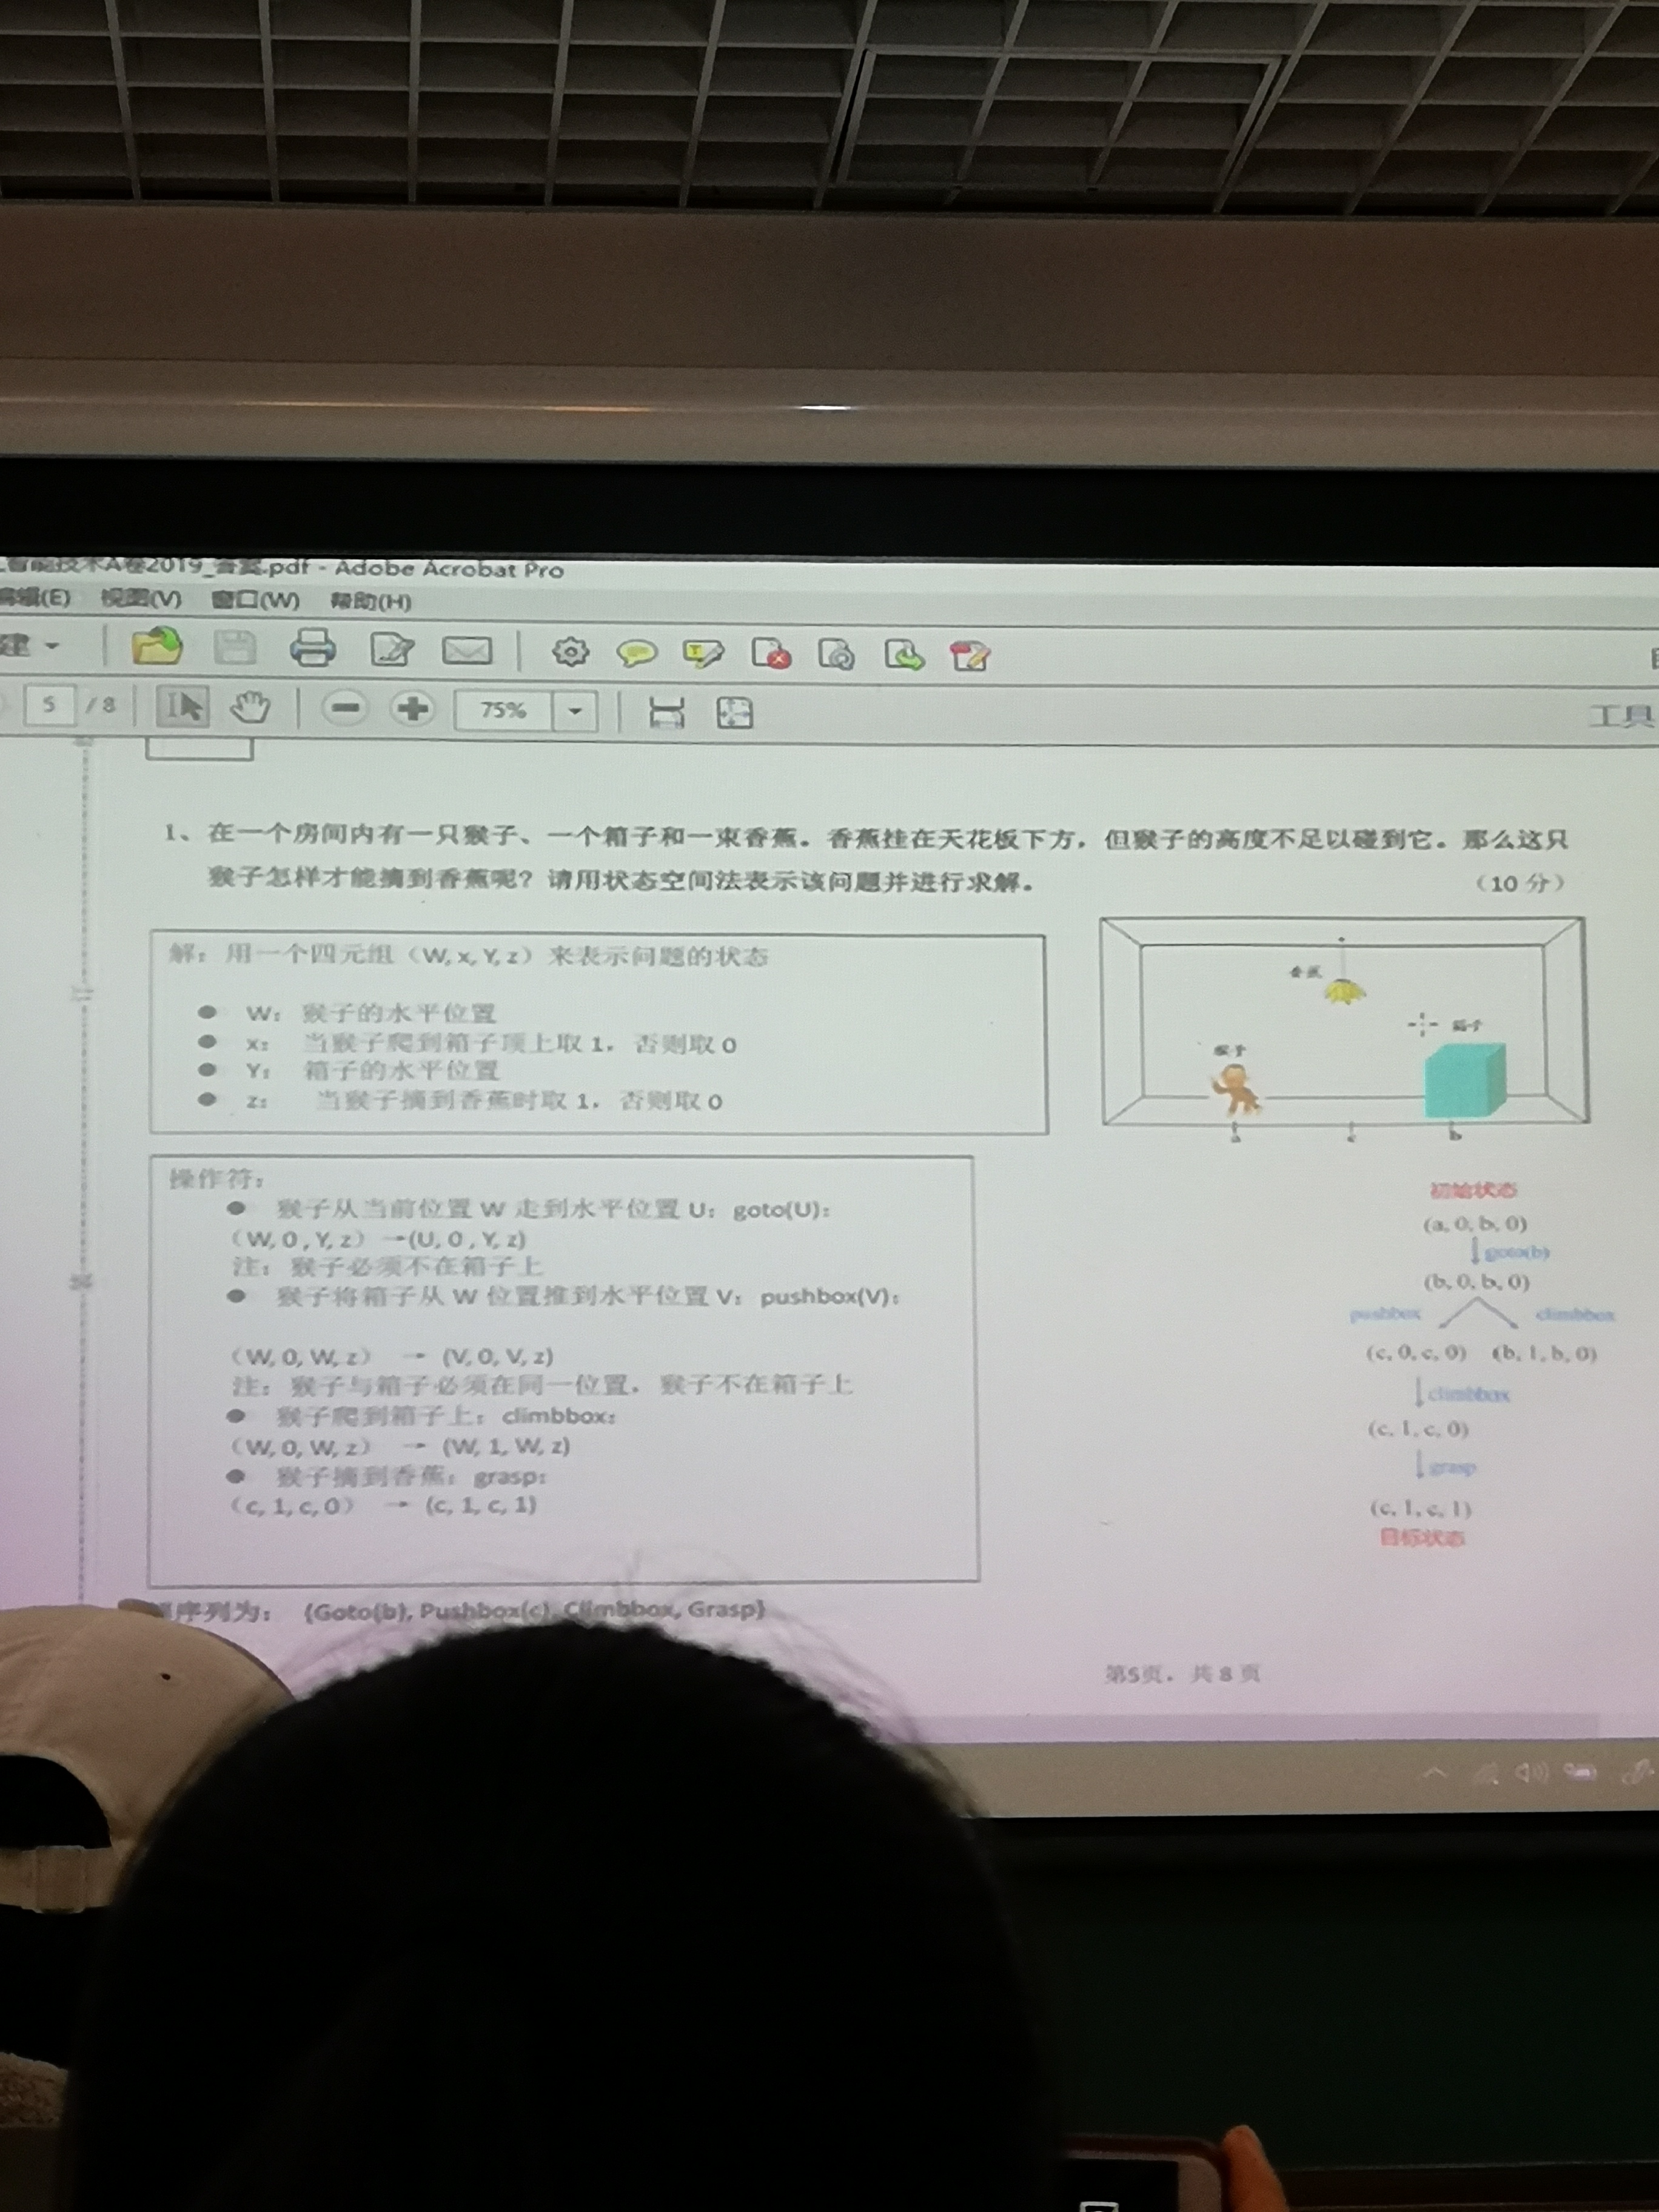 智能技术A卷2019_答案.pdf - Adobe Acrobat Pro
编辑(E) 视图(V) 窗口(W) 帮助(H)
建
5 / 8 75% 工具
1、在一个房间内有一只猴子、一个箱子和一束香蕉。香蕉挂在天花板下方，但猴子的高度不足以碰到它。那么这只
猴子怎样才能摘到香蕉呢？请用状态空间法表示该问题并进行求解。 （10 分）
解：用一个四元组（W, x, Y, z）来表示问题的状态
● W：猴子的水平位置
● x： 当猴子爬到箱子顶上取 1，否则取 0
● Y： 箱子的水平位置
● z： 当猴子摘到香蕉时取 1，否则取 0
香蕉
箱子
猴子
a c b
操作符：
● 猴子从当前位置 W 走到水平位置 U：goto(U)：
（W, 0 , Y, z）→(U, 0 , Y, z)
注：猴子必须不在箱子上
● 猴子将箱子从 W 位置推到水平位置 V：pushbox(V)：
（W, 0, W, z） → (V, 0, V, z)
注：猴子与箱子必须在同一位置，猴子不在箱子上
● 猴子爬到箱子上：climbbox：
（W, 0, W, z） → (W, 1, W, z)
● 猴子摘到香蕉：grasp：
（c, 1, c, 0） → (c, 1, c, 1)
初始状态
(a, 0, b, 0)
goto(b)
(b, 0, b, 0)
pushbox climbbox
(c, 0, c, 0) (b, 1, b, 0)
climbbox
(c, 1, c, 0)
grasp
(c, 1, c, 1)
目标状态
序列为： {Goto(b), Pushbox(c), Climbbox, Grasp}
第5页，共 8 页